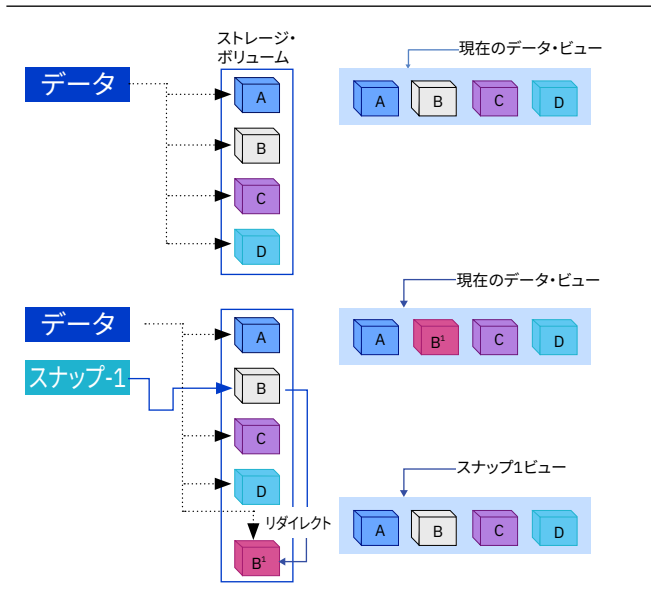 ストレージ・
ボリューム
現在のデータ・ビュー
データ
A
B
C
D
A
B
C
D
現在のデータ・ビュー
データ
スナップ-1
A
B
C
D
リダイレクト
B¹
A
B¹
C
D
スナップ1ビュー
A
B
C
D